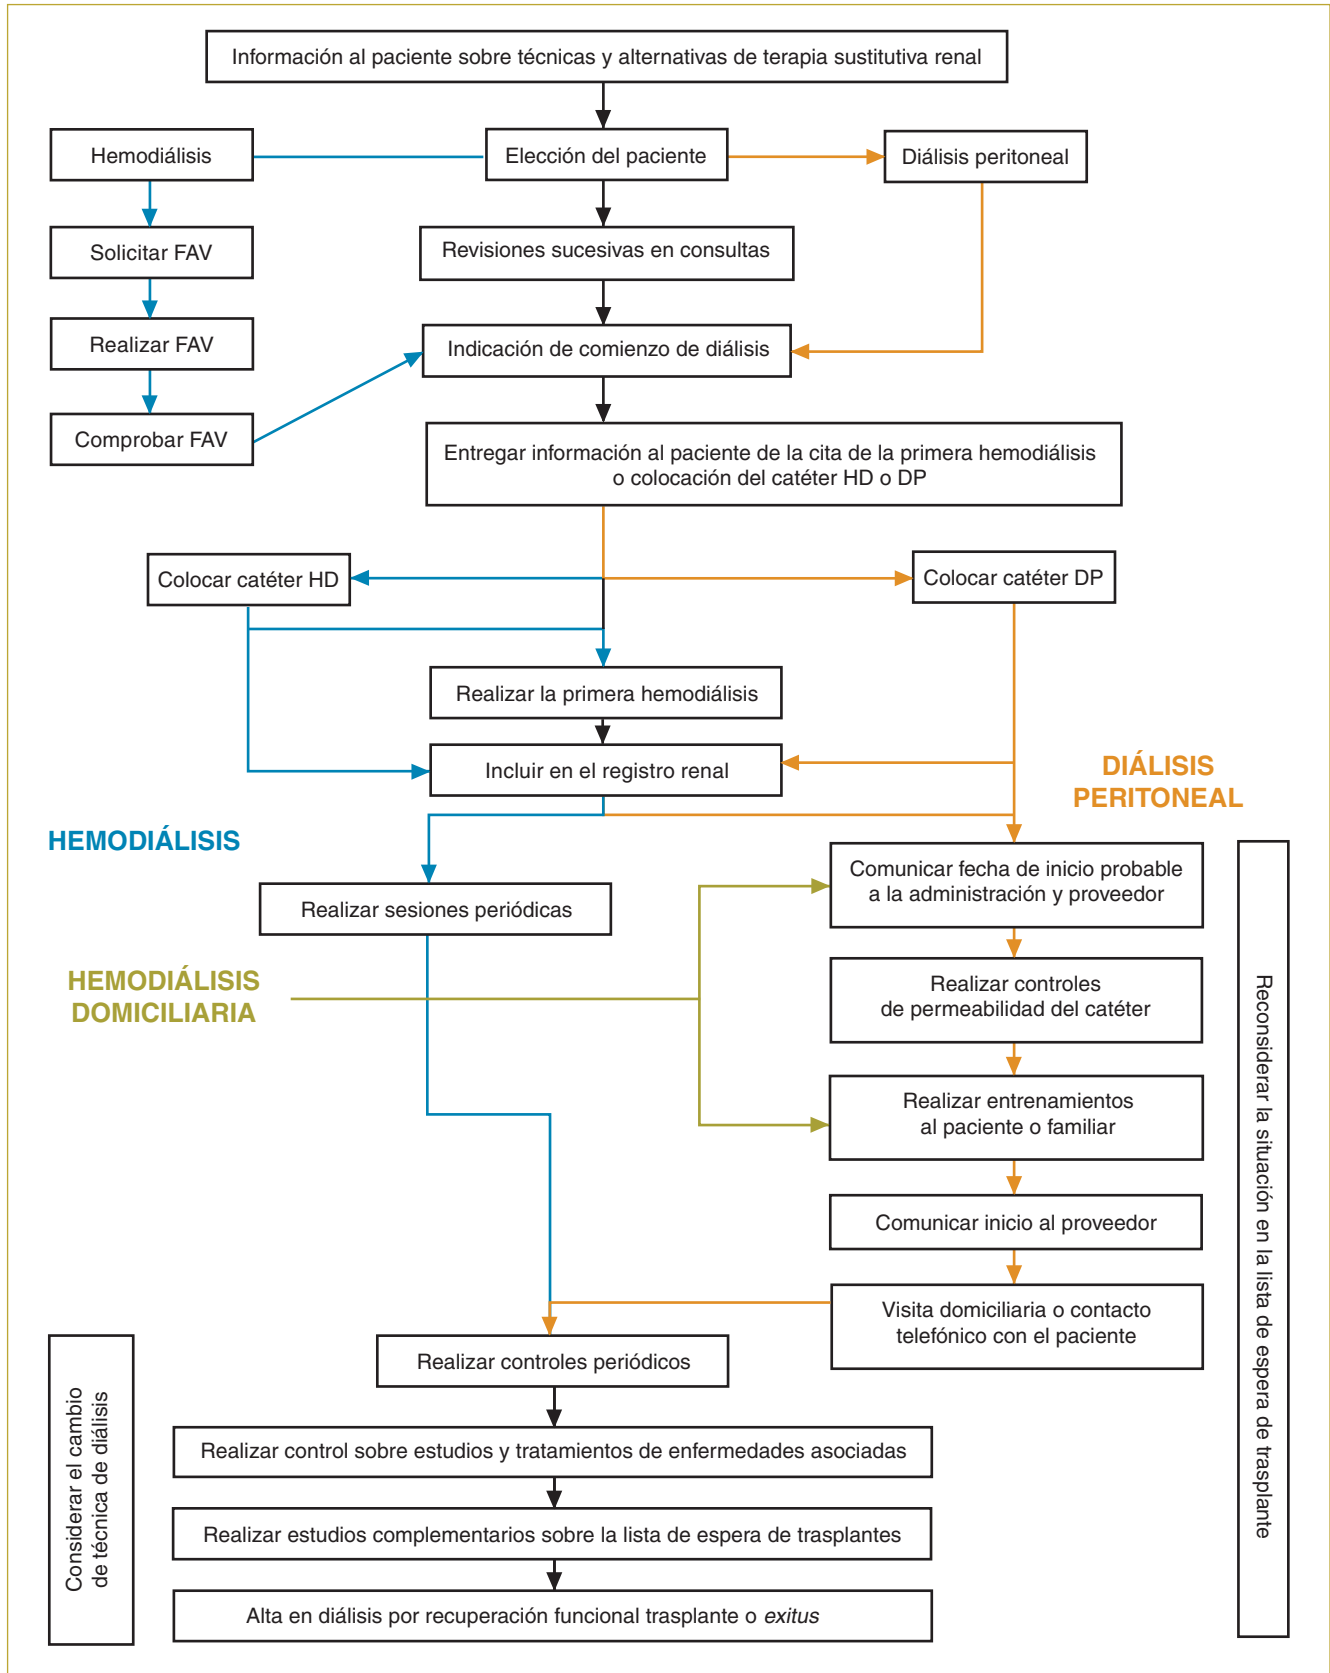 Información al paciente sobre técnicas y alternativas de terapia sustitutiva renal
Hemodiálisis
Elección del paciente
Diálisis peritoneal
Solicitar FAV
Revisiones sucesivas en consultas
Realizar FAV
Indicación de comienzo de diálisis
Comprobar FAV
Entregar información al paciente de la cita de la primera hemodiálisis
o colocación del catéter HD o DP
Colocar catéter HD
Colocar catéter DP
Realizar la primera hemodiálisis
Incluir en el registro renal
DIÁLISIS
PERITONEAL
HEMODIÁLISIS
Comunicar fecha de inicio probable
a la administración y proveedor
Realizar sesiones periódicas
HEMODIÁLISIS
DOMICILIARIA
Realizar controles
de permeabilidad del catéter
Realizar entrenamientos
al paciente o familiar
Comunicar inicio al proveedor
Visita domiciliaria o contacto
telefónico con el paciente
Reconsiderar la situación en la lista de espera de trasplante
Realizar controles periódicos
Considerar el cambio
de técnica de diálisis
Realizar control sobre estudios y tratamientos de enfermedades asociadas
Realizar estudios complementarios sobre la lista de espera de trasplantes
Alta en diálisis por recuperación funcional trasplante o exitus